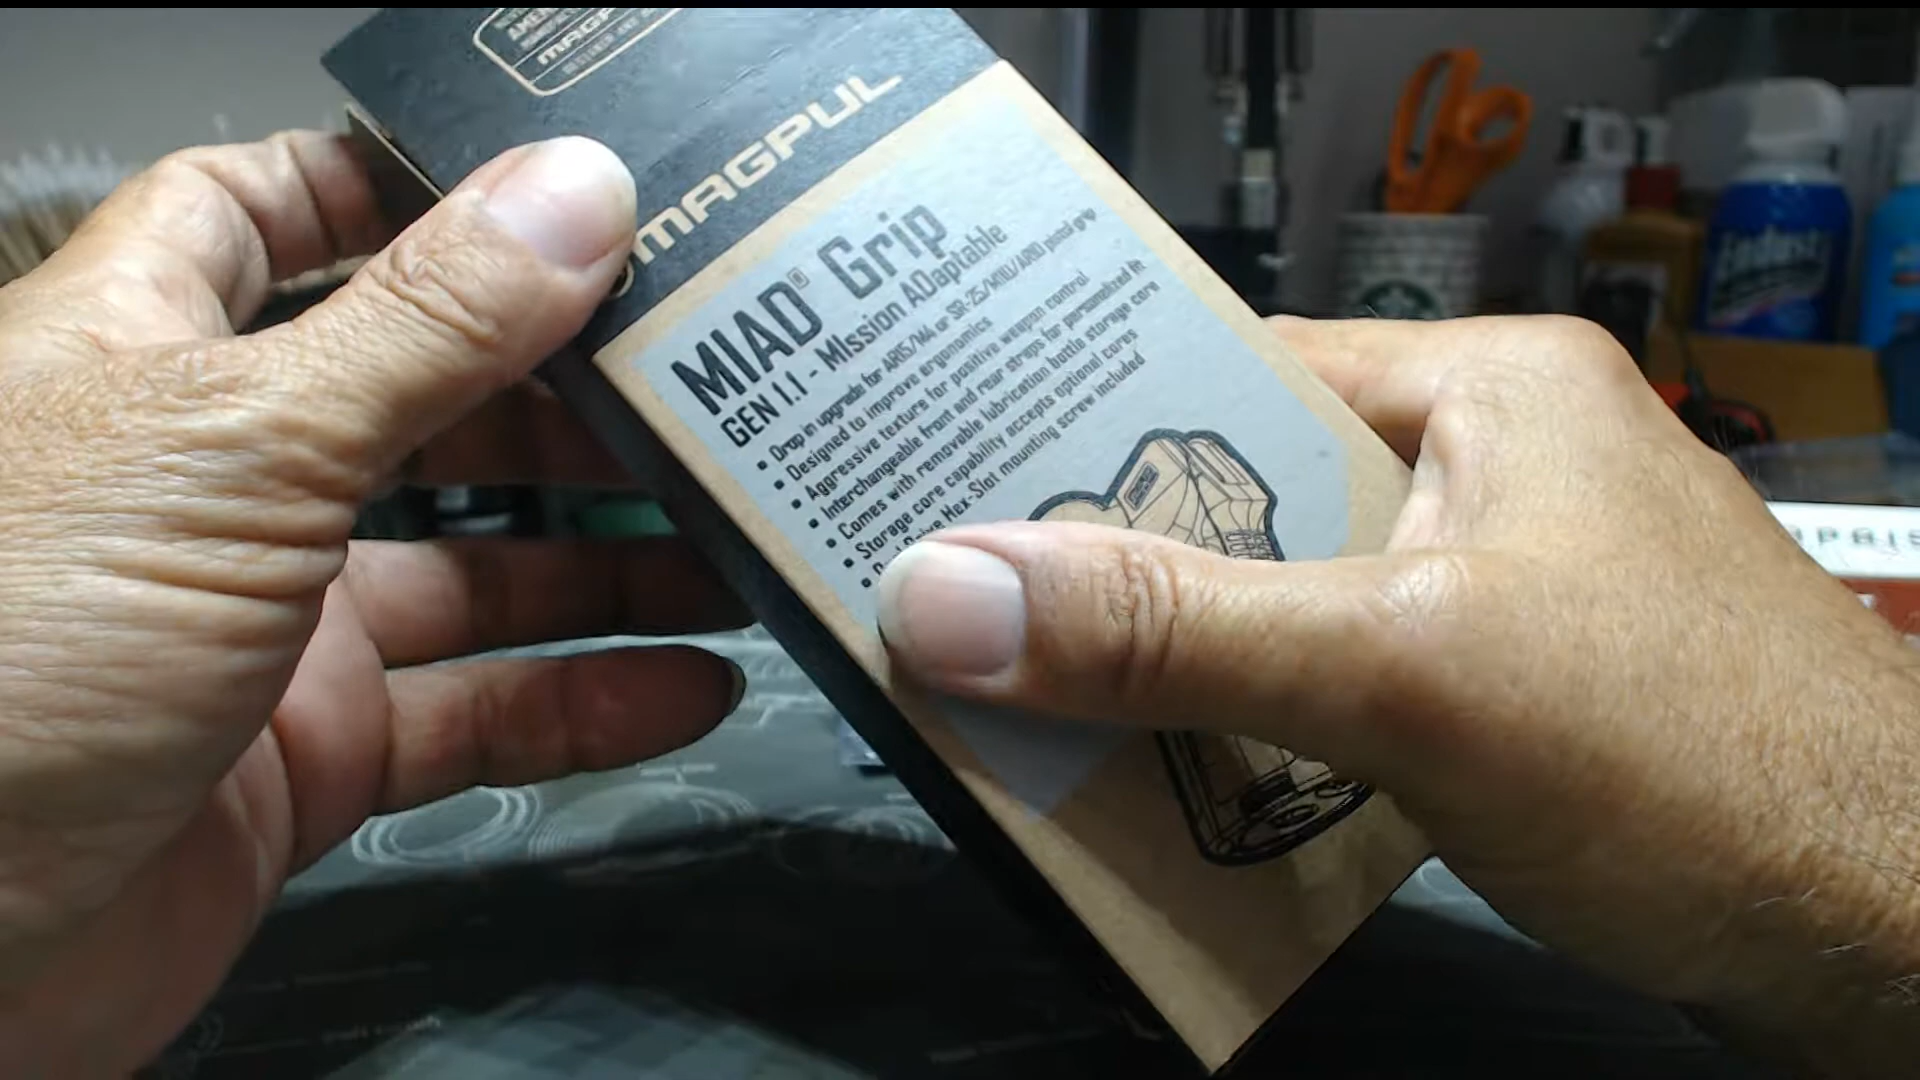 MAGPUL
MIAD® Grip
GEN 1.1 - MIssion ADaptable
• Drop in upgrade for AR15/M4 or SR-25/M110/AR10 pistol grip
• Designed to improve ergonomics
• Aggressive texture for positive weapon control
• Interchangeable front and rear straps for personalized fit
• Comes with removable lubrication bottle storage core
• Storage core capability accepts optional cores
• Drive Hex-Slot mounting screw included
Endust